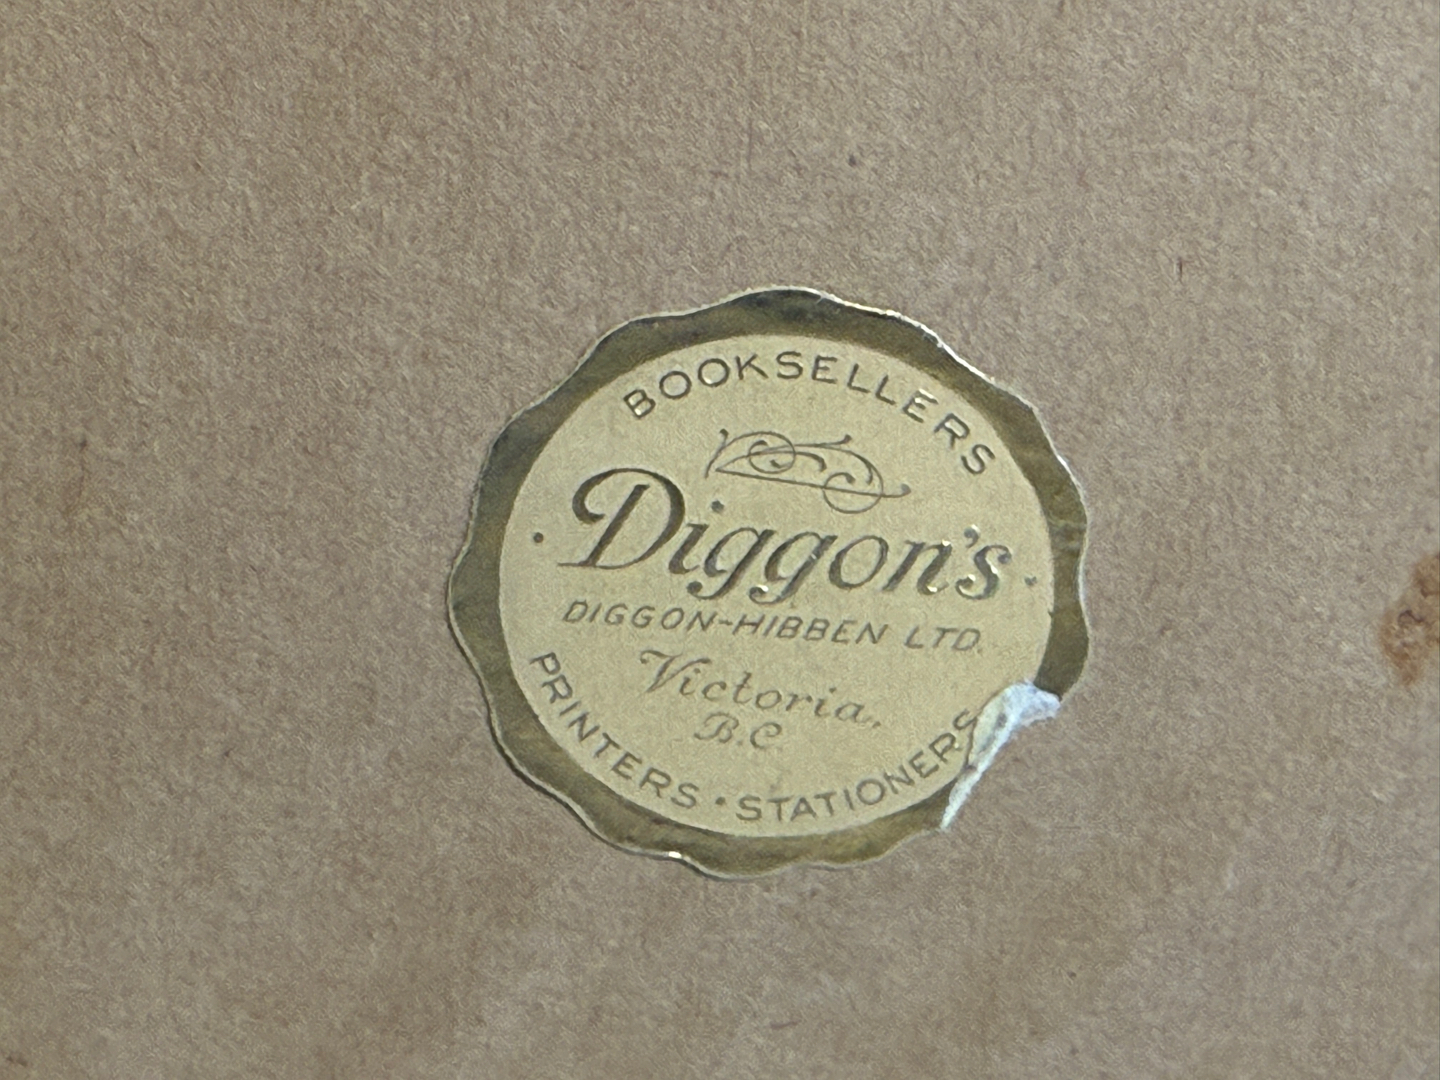 BOOKSELLERS
Diggon's
DIGGON-HIBBEN LTD.
Victoria,
B.C.
PRINTERS · STATIONERS